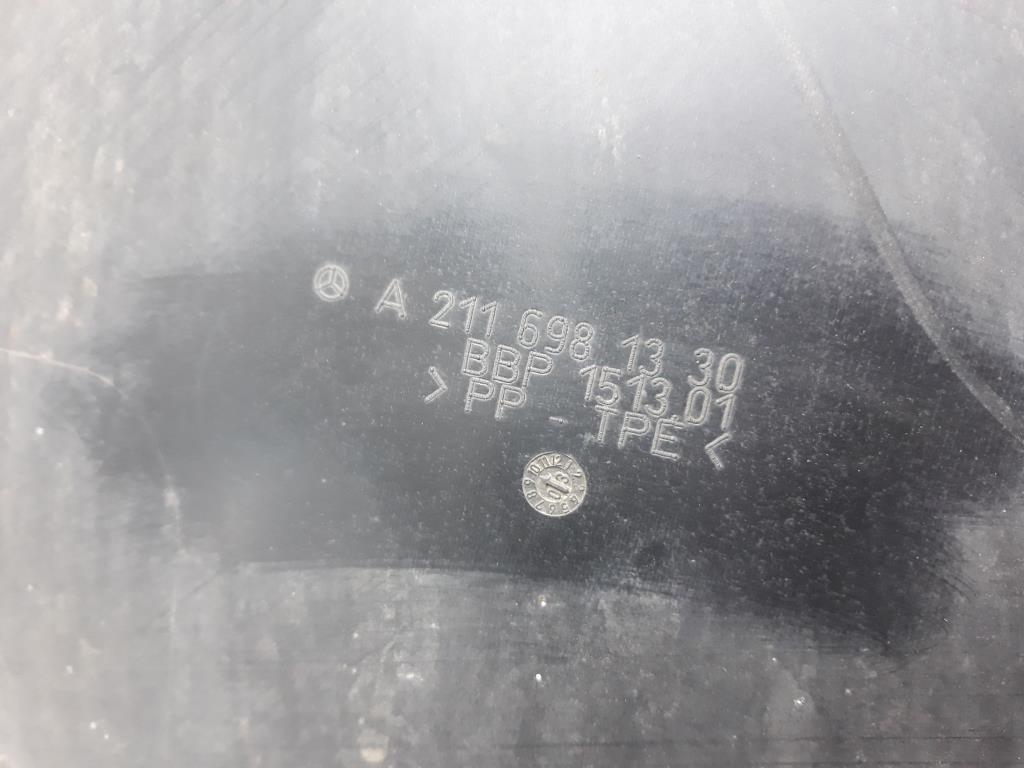 A 211 698 13 30
BBP 1513.01
> PP - TPE <